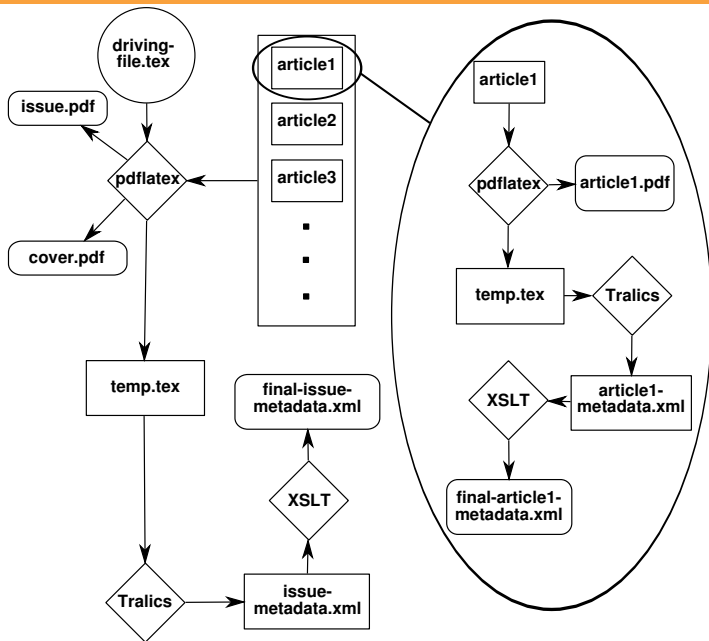 driving-
file.tex
issue.pdf
pdflatex
cover.pdf
temp.tex
Tralics
issue-
metadata.xml
XSLT
final-issue-
metadata.xml
article1
article2
article3
article1
pdflatex
article1.pdf
temp.tex
Tralics
article1-
metadata.xml
XSLT
final-article1-
metadata.xml